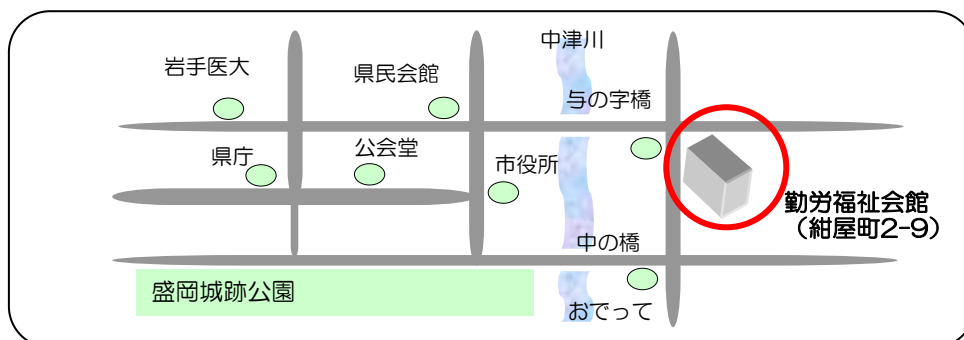 中津川
岩手医大
県民会館
与の字橋
県庁
公会堂
市役所
勤労福祉会館
（紺屋町2-9）
中の橋
盛岡城跡公園
おでって